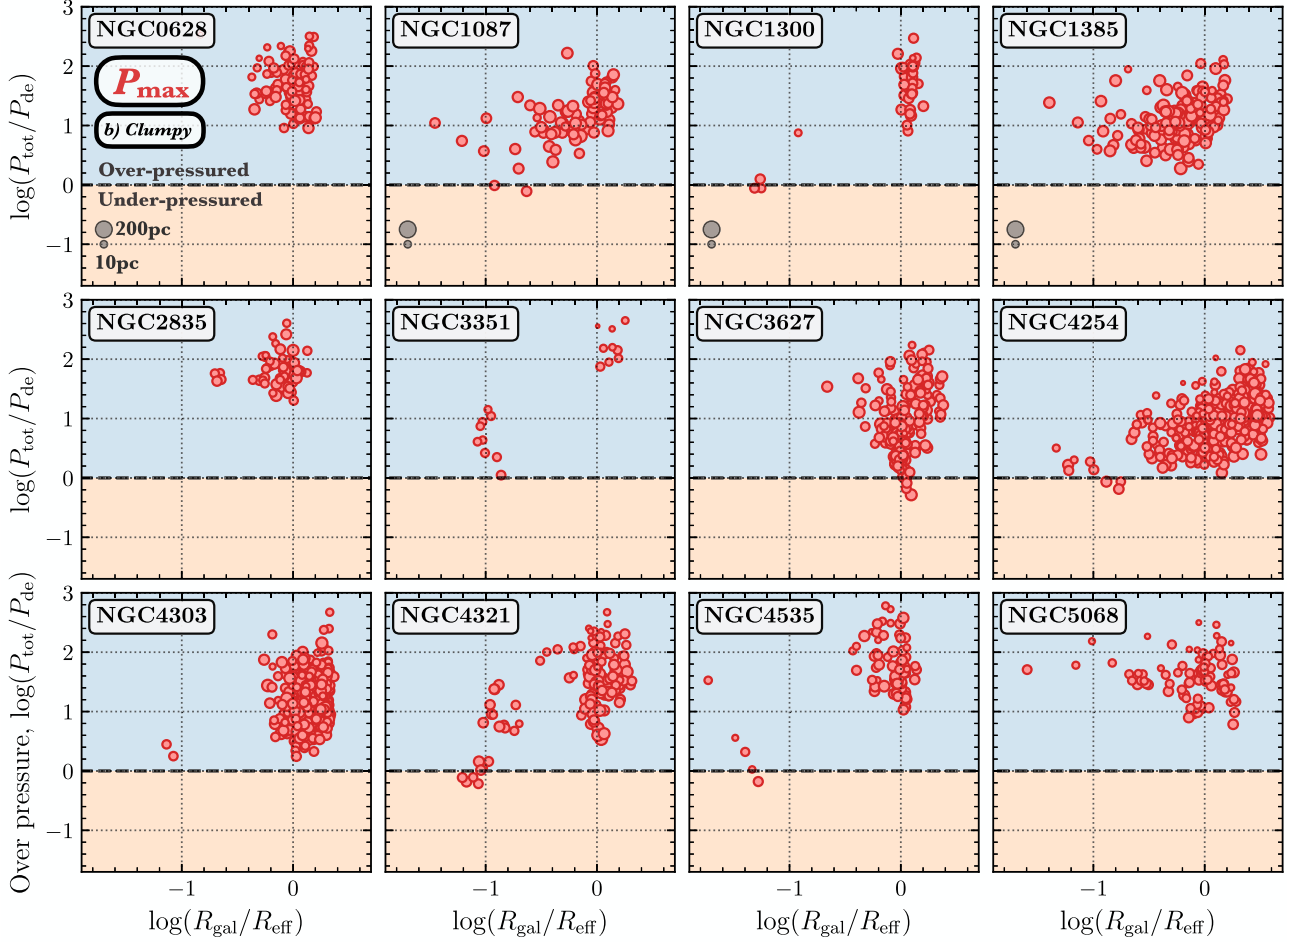 NGC0628
NGC1087
NGC1300
NGC1385
P_max
b) Clumpy
Over-pressured
Under-pressured
200pc
10pc
3
2
1
0
−1
log(P_tot/P_de)
NGC2835
NGC3351
NGC3627
NGC4254
3
2
1
0
−1
log(P_tot/P_de)
NGC4303
NGC4321
NGC4535
NGC5068
3
2
1
0
−1
Over pressure, log(P_tot/P_de)
−1 0 −1 0 −1 0 −1 0
log(R_gal/R_eff) log(R_gal/R_eff) log(R_gal/R_eff) log(R_gal/R_eff)